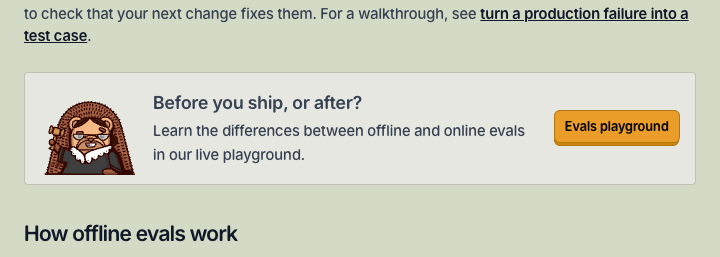 to check that your next change fixes them. For a walkthrough, see turn a production failure into a
test case.
Before you ship, or after?
Learn the differences between offline and online evals
in our live playground.
Evals playground
How offline evals work